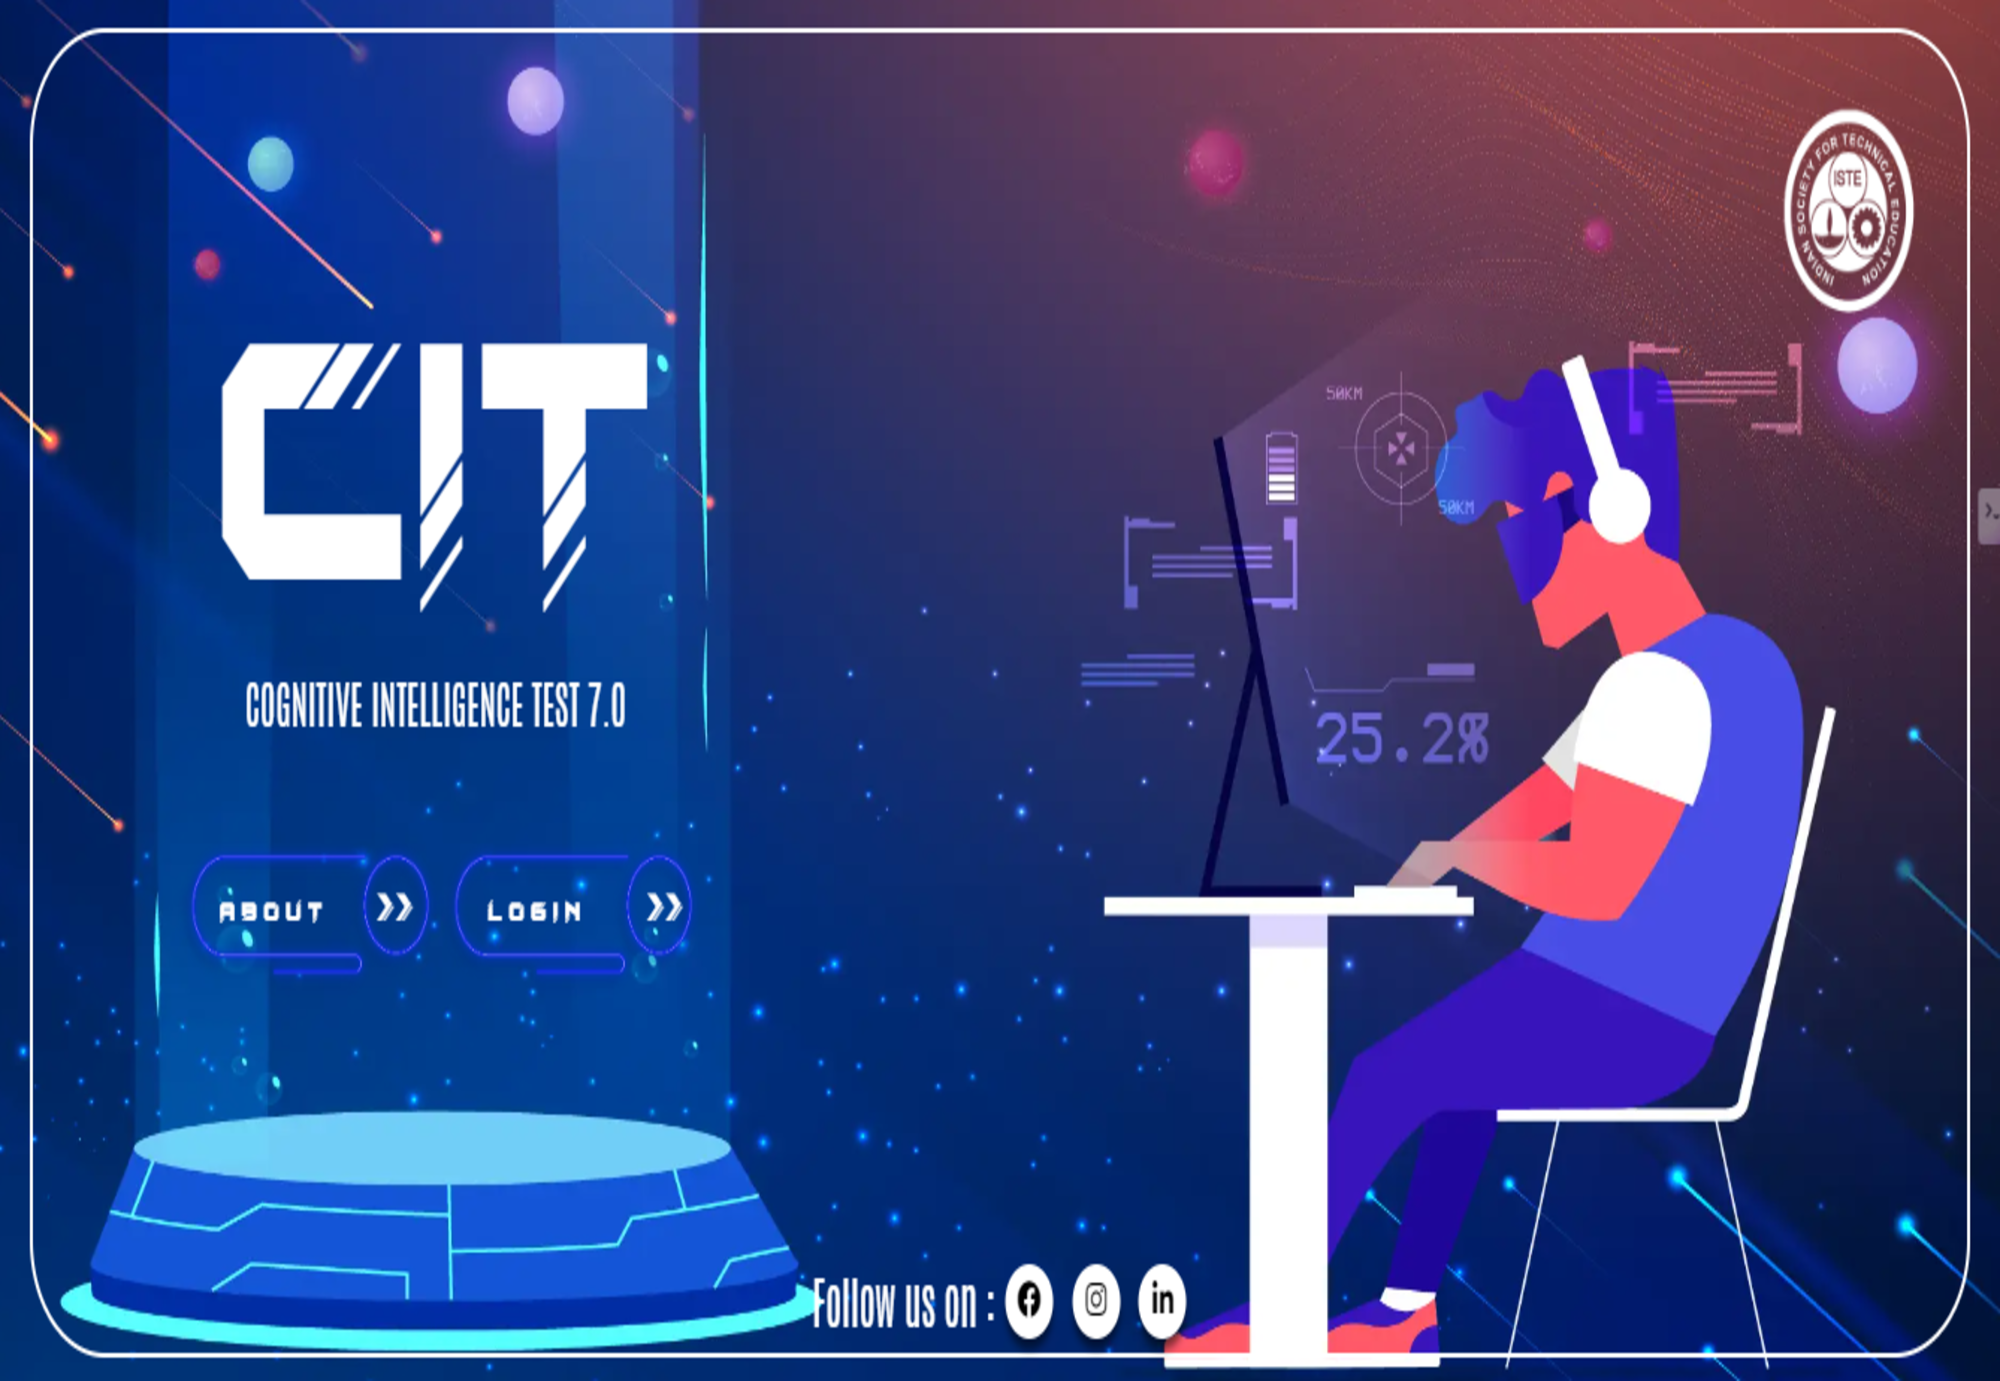 INDIAN SOCIETY FOR TECHNICAL EDUCATION
ISTE
CIT
50KM
50KM
COGNITIVE INTELLIGENCE TEST 7.0
25.2%
ABOUT
LOGIN
Follow us on :
in